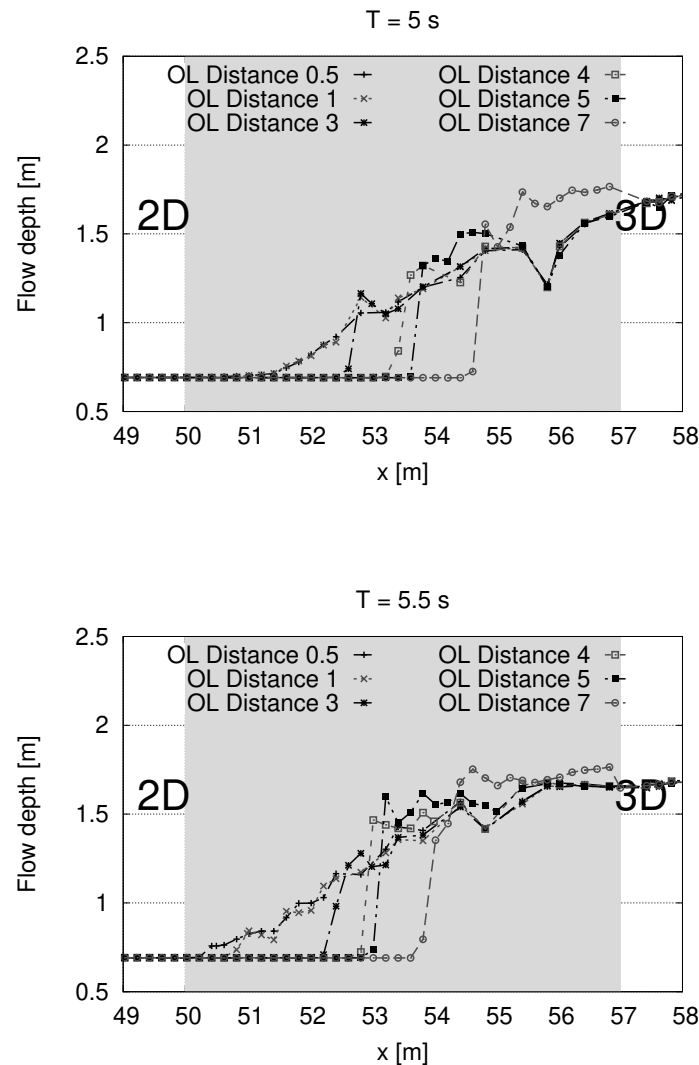 T = 5 s
2.5
2
1.5
1
0.5
Flow depth [m]
OL Distance 0.5
OL Distance 1
OL Distance 3
OL Distance 4
OL Distance 5
OL Distance 7
2D
3D
49 50 51 52 53 54 55 56 57 58
x [m]
T = 5.5 s
2.5
2
1.5
1
0.5
Flow depth [m]
OL Distance 0.5
OL Distance 1
OL Distance 3
OL Distance 4
OL Distance 5
OL Distance 7
2D
3D
49 50 51 52 53 54 55 56 57 58
x [m]